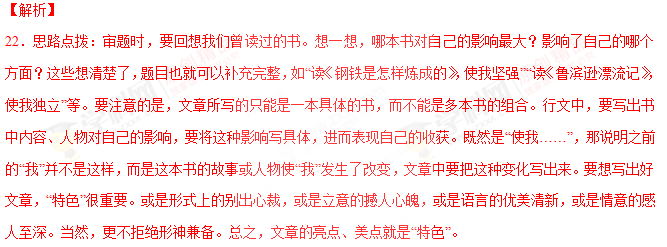 【解析】
22．思路点拨：审题时，要回想我们曾读过的书。想一想，哪本书对自己的影响最大？影响了自己的哪个
方面？这些想清楚了，题目也就可以补充完整，如“读《钢铁是怎样炼成的》，使我坚强”“读《鲁滨逊漂流记》，
使我独立”等。要注意的是，文章所写的只能是一本具体的书，而不能是多本书的组合。行文中，要写出书
中内容、人物对自己的影响，要将这种影响写具体，进而表现自己的收获。既然是“使我……”，那说明之前
的“我”并不是这样，而是这本书的故事或人物使“我”发生了改变，文章中要把这种变化写出来。要想写出好
文章，“特色”很重要。或是形式上的别出心裁，或是立意的撼人心魄，或是语言的优美清新，或是情意的感
人至深。当然，更不拒绝形神兼备。总之，文章的亮点、美点就是“特色”。